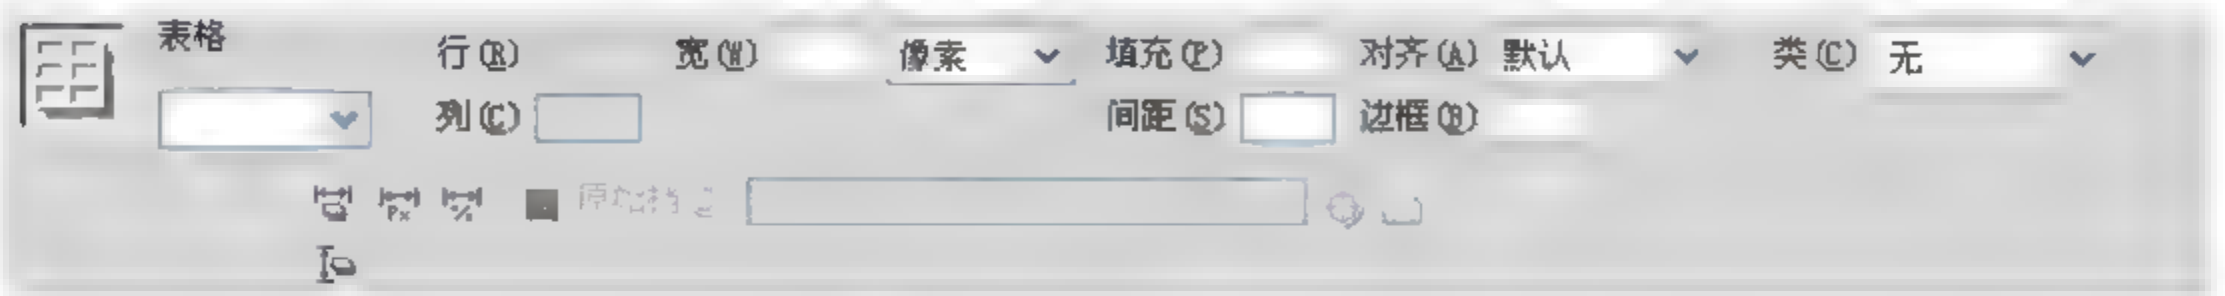 表格 行(R) 宽(W) 像素 填充(P) 对齐(A) 默认 类(C) 无
列(C) 间距(S) 边框(B)